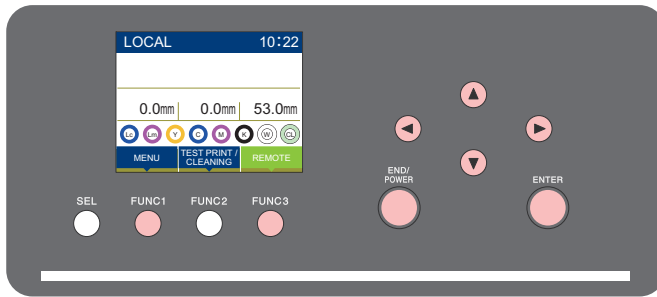 LOCAL 10:22
0.0mm 0.0mm 53.0mm
Lc Lm Y C M K W CL
MENU TEST PRINT / CLEANING REMOTE
END/
POWER
ENTER
SEL FUNC1 FUNC2 FUNC3